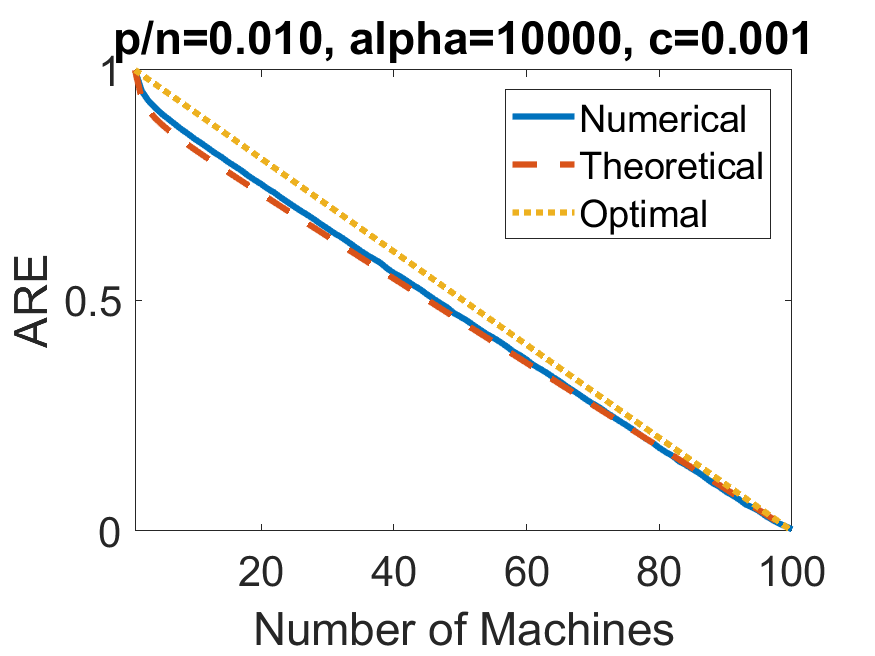 p/n=0.010, alpha=10000, c=0.001
1
Numerical
Theoretical
Optimal
ARE
0.5
0
20 40 60 80 100
Number of Machines